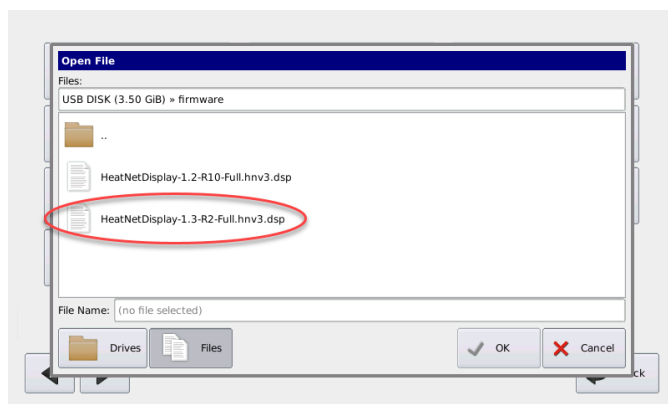 Open File
Files:
USB DISK (3.50 GiB) » firmware
..
HeatNetDisplay-1.2-R10-Full.hnv3.dsp
HeatNetDisplay-1.3-R2-Full.hnv3.dsp
File Name: (no file selected)
Drives Files OK Cancel
ck